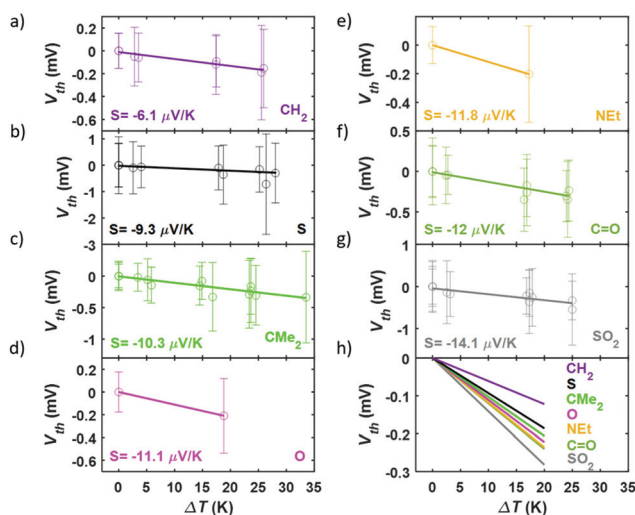 a)
V_th (mV)
0.2
0
-0.2
-0.4
-0.6
S= -6.1 μV/K
CH₂
b)
V_th (mV)
1
0
-1
-2
S= -9.3 μV/K
S
c)
V_th (mV)
-3
0
-0.5
-1
S= -10.3 μV/K
CMe₂
d)
V_th (mV)
0.2
0
-0.2
-0.4
-0.6
S= -11.1 μV/K
O
0 5 10 15 20 25 30 35
ΔT (K)
e)
V_th (mV)
0.2
0
-0.2
-0.4
-0.6
S= -11.8 μV/K
NEt
f)
V_th (mV)
0.5
0
-0.5
S= -12 μV/K
C=O
g)
V_th (mV)
1
0
-1
S= -14.1 μV/K
SO₂
h)
V_th (mV)
0
-0.1
-0.2
-0.3
CH₂
S
CMe₂
O
NEt
C=O
SO₂
0 5 10 15 20 25 30 35
ΔT (K)